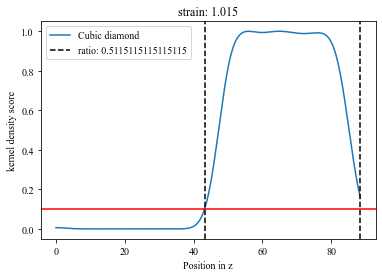 strain: 1.015
Cubic diamond
ratio: 0.5115115115115115
kernel density score
1.0
0.8
0.6
0.4
0.2
0.0
0 20 40 60 80
Position in z